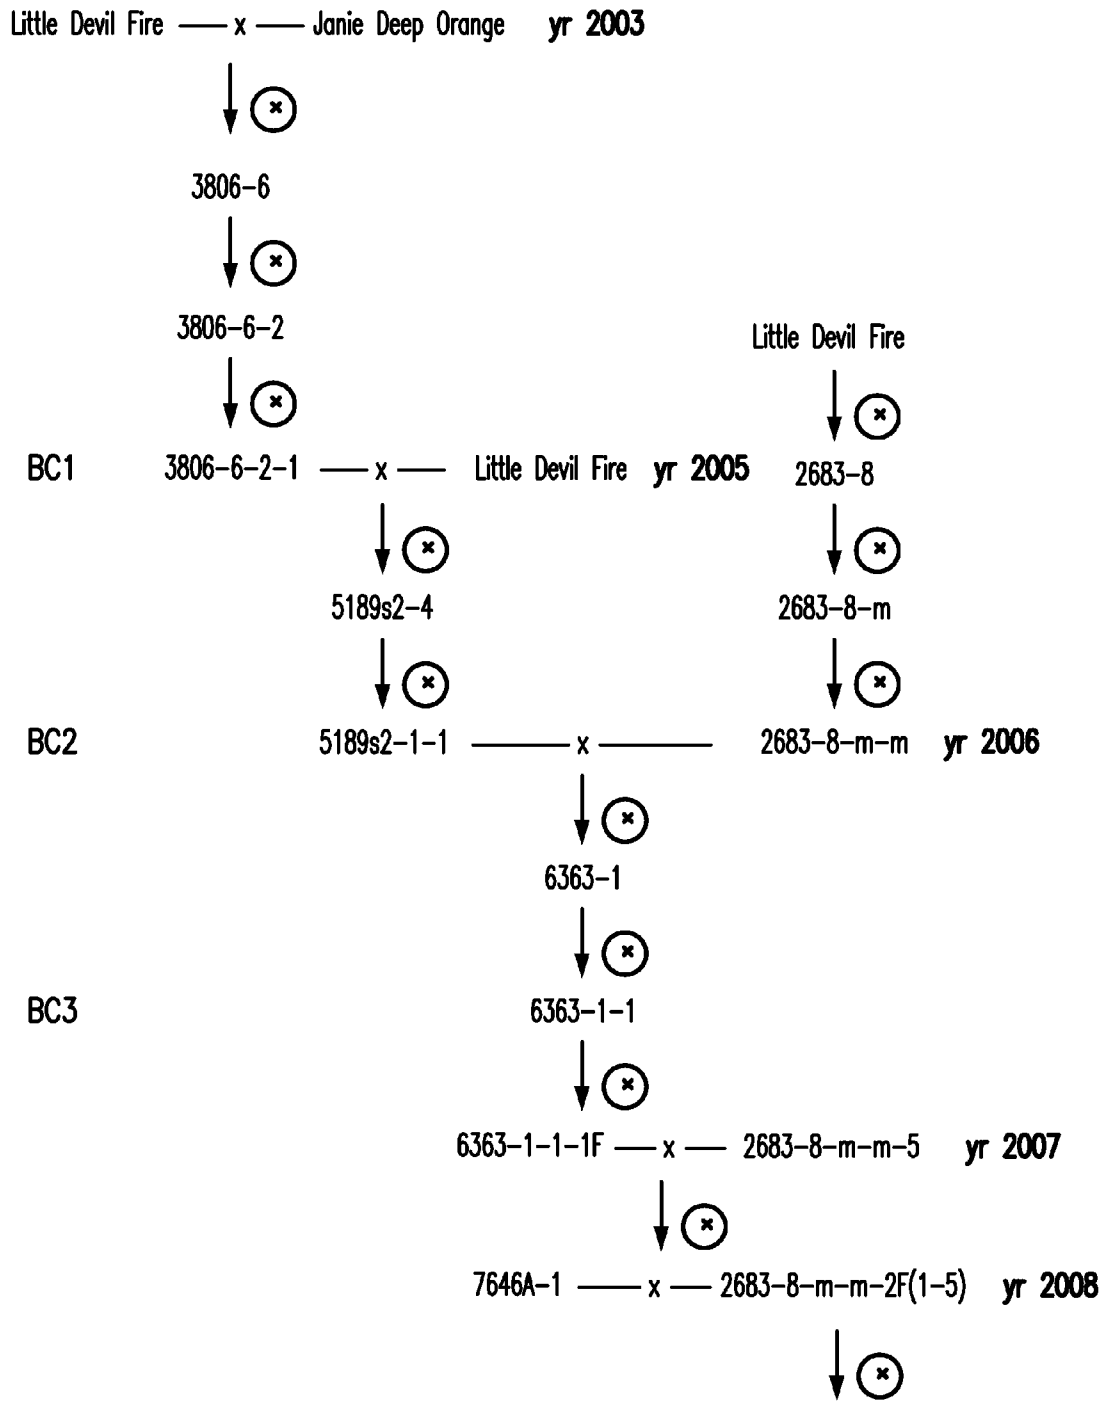 Little Devil Fire x Janie Deep Orange yr 2003
x
3806-6
x
3806-6-2
Little Devil Fire
x
x
BC1 3806-6-2-1 x Little Devil Fire yr 2005 2683-8
x x
5189s2-4 2683-8-m
x x
BC2 5189s2-1-1 x 2683-8-m-m yr 2006
x
6363-1
x
BC3 6363-1-1
x
6363-1-1-1F x 2683-8-m-m-5 yr 2007
x
7646A-1 x 2683-8-m-m-2F(1-5) yr 2008
x